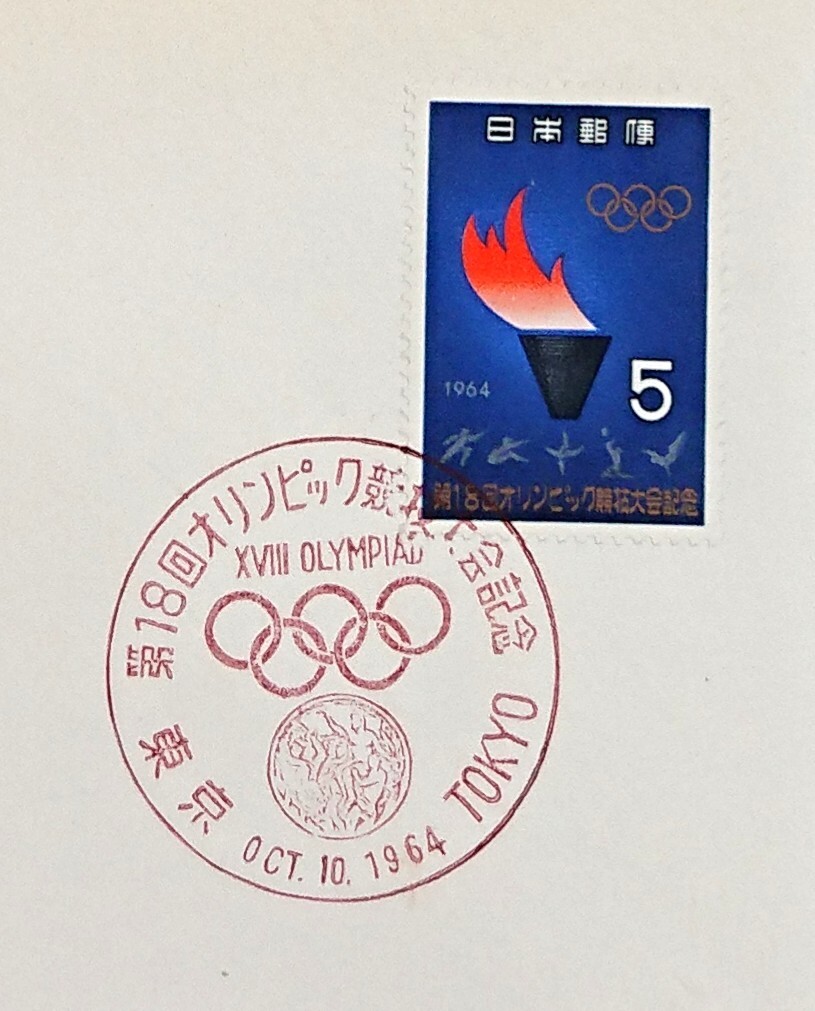 日本郵便
1964
5
第18回オリンピック競技大会記念
第18回オリンピック競技大会記念
XVIII OLYMPIAD
東京
OCT. 10. 1964
TOKYO